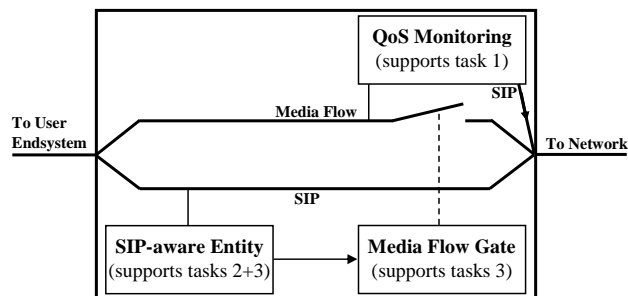 QoS Monitoring
(supports task 1)
SIP
Media Flow
To User
Endsystem
To Network
SIP
SIP-aware Entity
(supports tasks 2+3)
Media Flow Gate
(supports tasks 3)